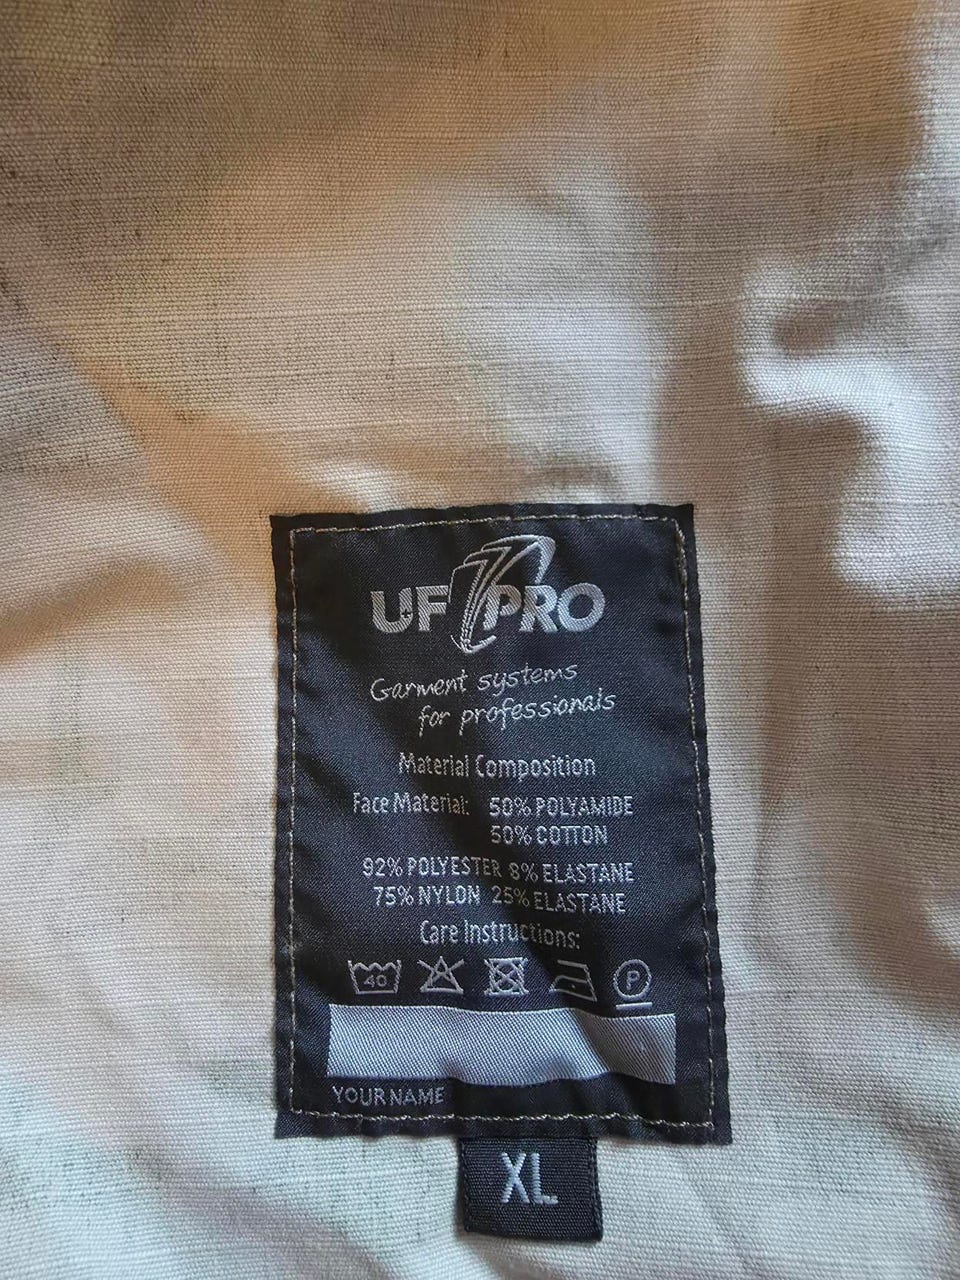 UF PRO
Garment systems
for professionals
Material Composition
Face Material: 50% POLYAMIDE
50% COTTON
92% POLYESTER 8% ELASTANE
75% NYLON 25% ELASTANE
Care Instructions:
40 P
YOUR NAME
XL